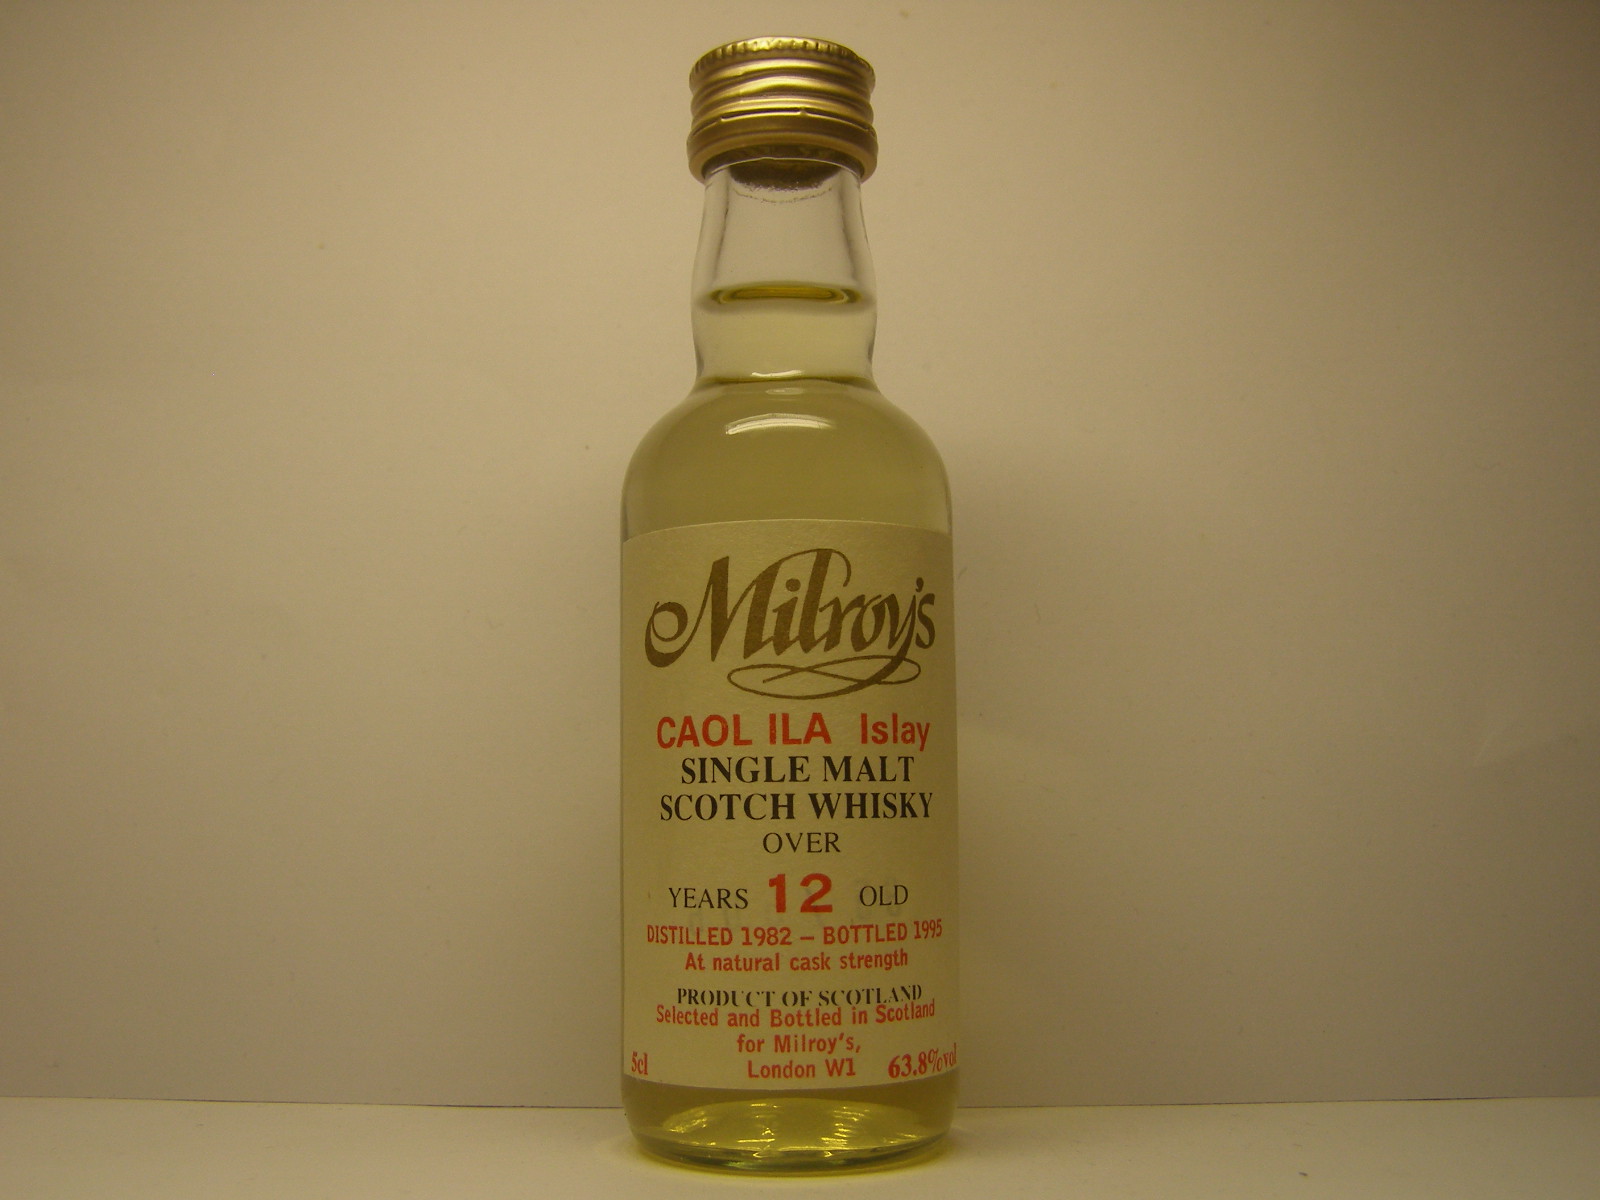 Milroy's
CAOL ILA Islay
SINGLE MALT
SCOTCH WHISKY
OVER
YEARS 12 OLD
DISTILLED 1982 – BOTTLED 1995
At natural cask strength
PRODUCT OF SCOTLAND
Selected and Bottled in Scotland
for Milroy's,
5cl London W1 63.8%vol